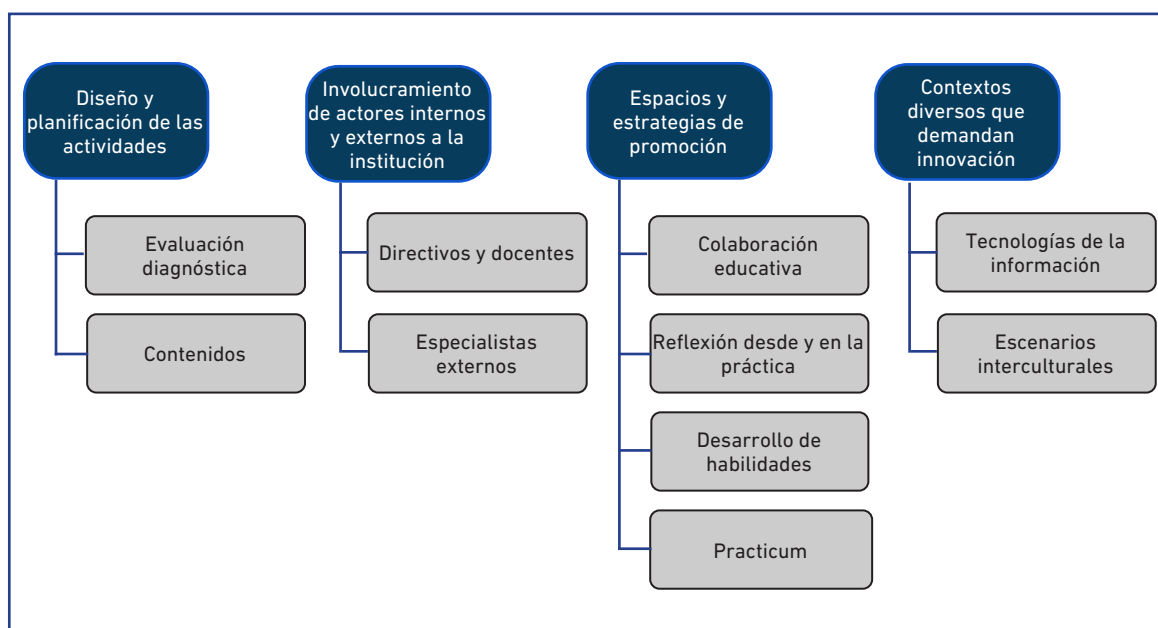 Diseño y
planificación de las
actividades
Evaluación
diagnóstica
Contenidos
Involucramiento
de actores internos
y externos a la
institución
Directivos y docentes
Especialistas
externos
Espacios y
estrategias de
promoción
Colaboración
educativa
Reflexión desde y en la
práctica
Desarrollo de
habilidades
Practicum
Contextos
diversos que
demandan
innovación
Tecnologías de la
información
Escenarios
interculturales